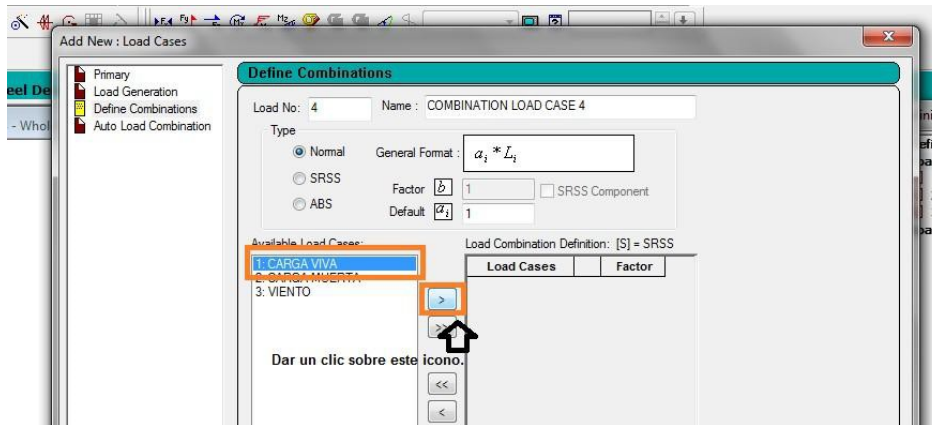 Add New : Load Cases
Primary
Load Generation
Define Combinations
Auto Load Combination
Define Combinations
Load No: 4
Name : COMBINATION LOAD CASE 4
Type
Normal
General Format : ai * Li
SRSS
Factor b 1
SRSS Component
ABS
Default ai 1
Available Load Cases:
Load Combination Definition: [S] = SRSS
1: CARGA VIVA
2: CARGA MUERTA
3: VIENTO
Load Cases
Factor
>
>>
Dar un clic sobre este icono.
<<
<
- Whol